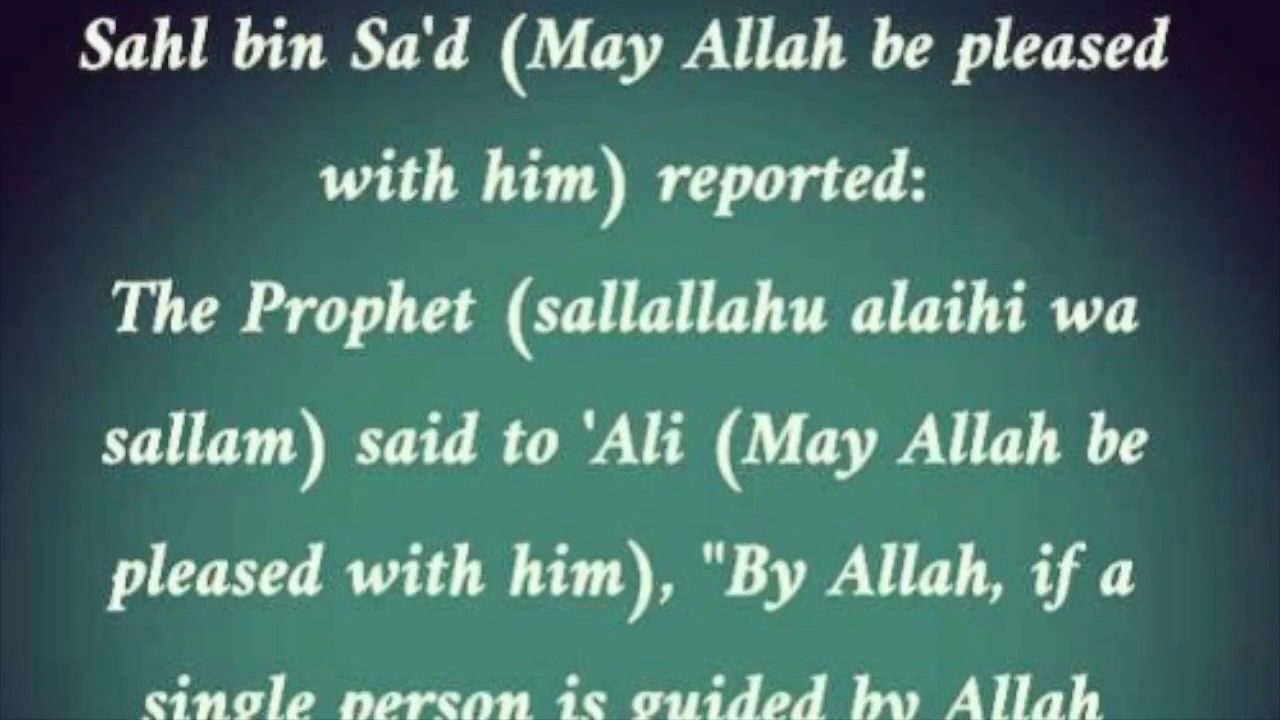 Sahl bin Sa'd (May Allah be pleased
with him) reported:
The Prophet (sallallahu alaihi wa
sallam) said to 'Ali (May Allah be
pleased with him), "By Allah, if a
single person is guided by Allah